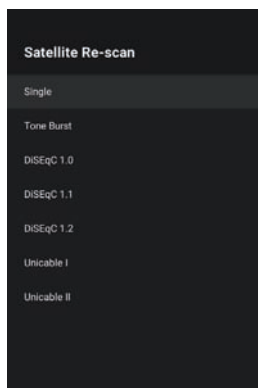 Satellite Re-scan
Single
Tone Burst
DiSEqC 1.0
DiSEqC 1.1
DiSEqC 1.2
Unicable I
Unicable II